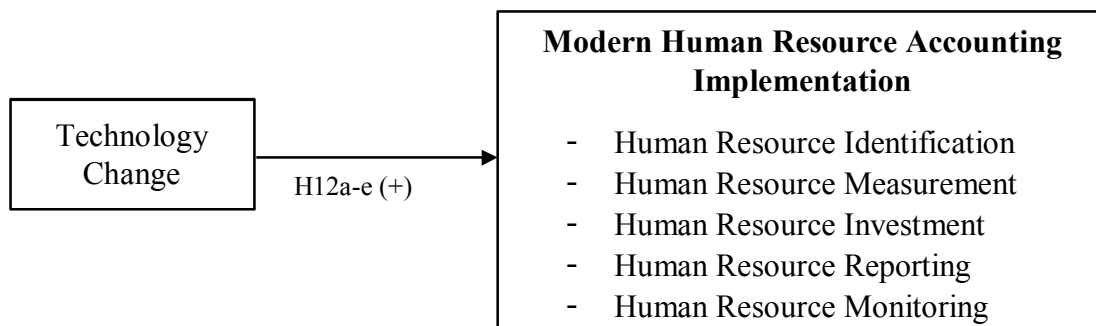 Modern Human Resource Accounting
Implementation
Technology
Change
H12a-e (+)
- Human Resource Identification
- Human Resource Measurement
- Human Resource Investment
- Human Resource Reporting
- Human Resource Monitoring